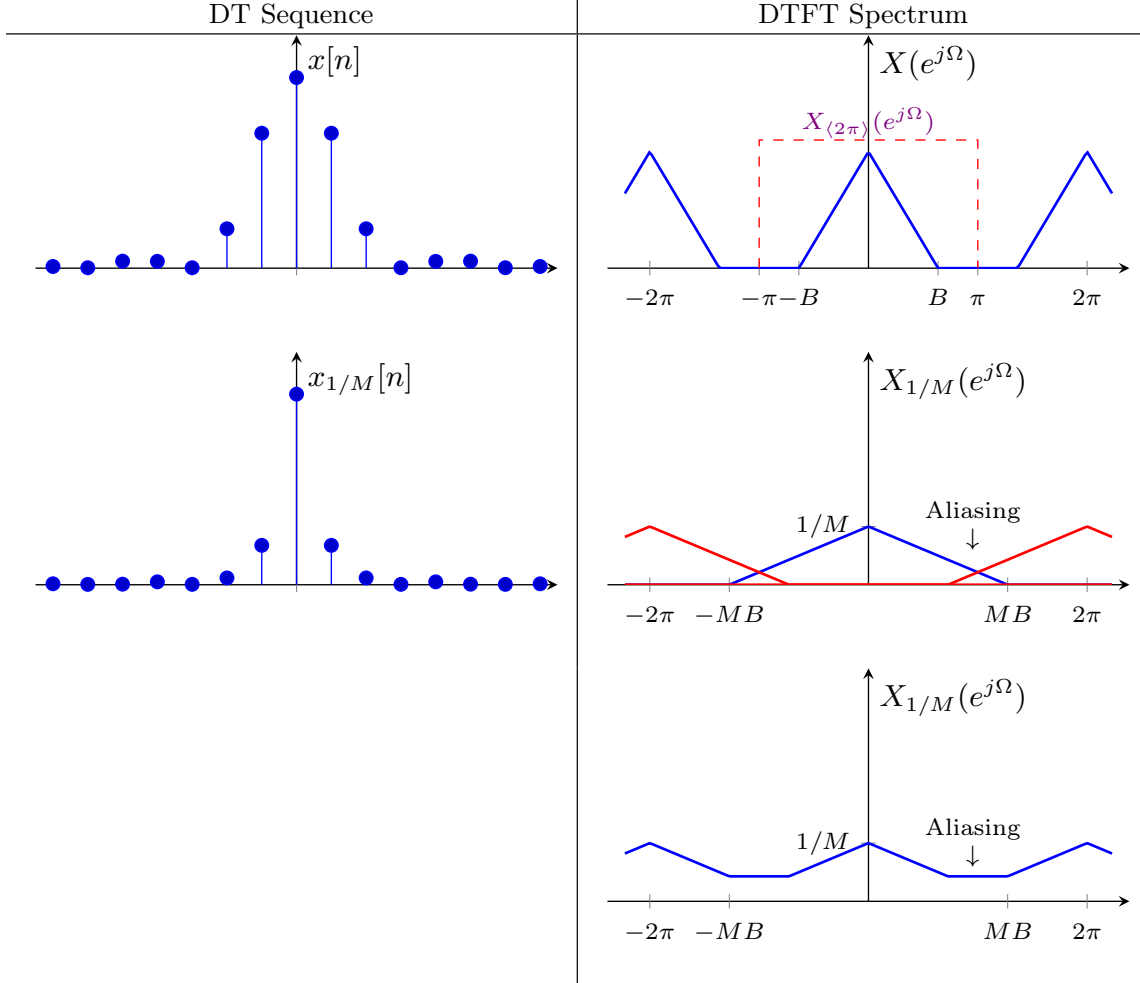 DT Sequence
DTFT Spectrum
x[n]
X(e^{jΩ})
X_{⟨2π⟩}(e^{jΩ})
−2π −π −B B π 2π
x_{1/M}[n]
X_{1/M}(e^{jΩ})
1/M
Aliasing
↓
−2π −MB MB 2π
X_{1/M}(e^{jΩ})
1/M
Aliasing
↓
−2π −MB MB 2π